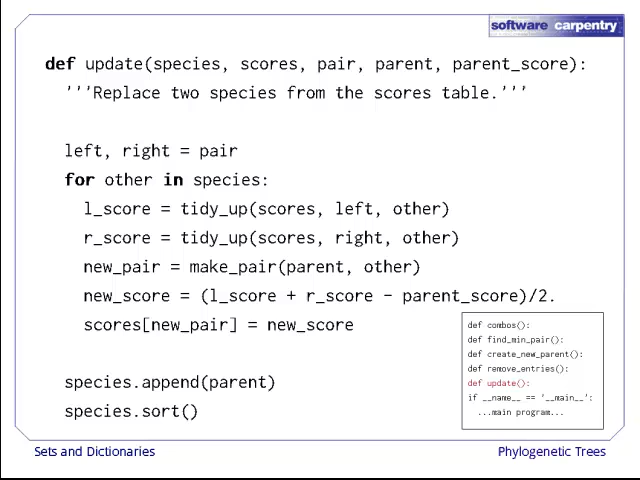 software carpentry
def update(species, scores, pair, parent, parent_score):
'''Replace two species from the scores table.'''
left, right = pair
for other in species:
l_score = tidy_up(scores, left, other)
r_score = tidy_up(scores, right, other)
new_pair = make_pair(parent, other)
new_score = (l_score + r_score - parent_score)/2.
scores[new_pair] = new_score
species.append(parent)
species.sort()
def combos():
def find_min_pair():
def create_new_parent():
def remove_entries():
def update():
if __name__ == '__main__':
...main program...
Sets and Dictionaries
Phylogenetic Trees